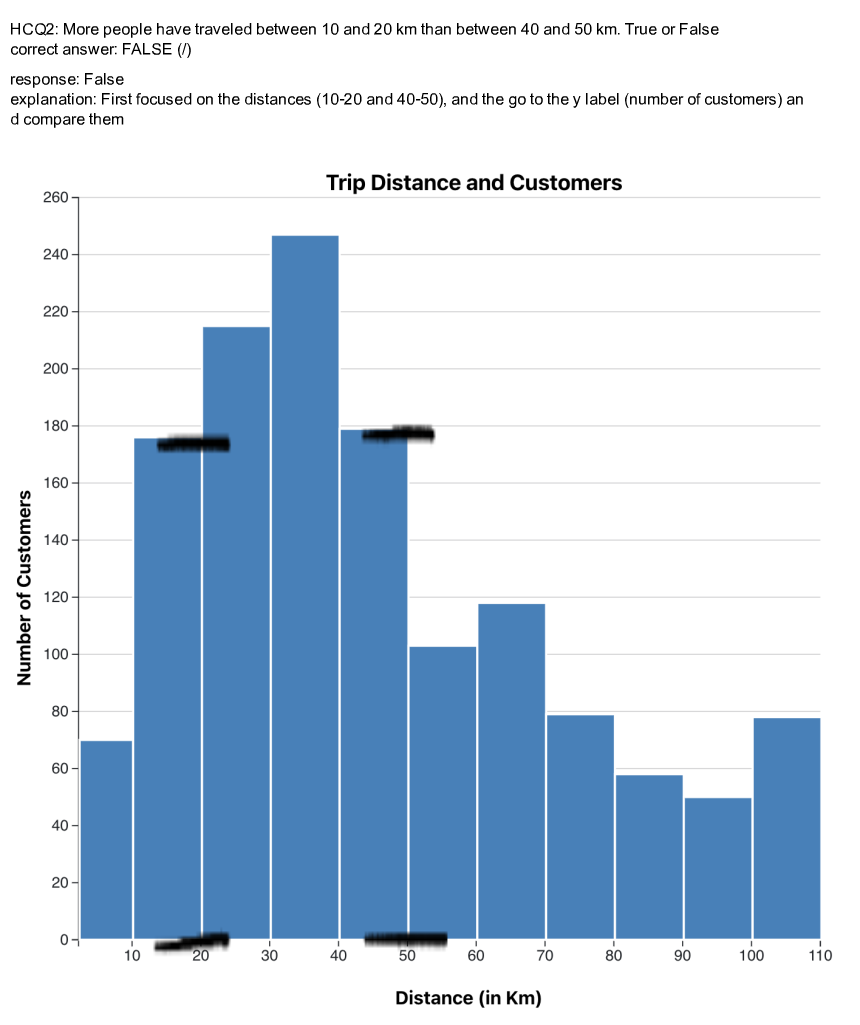 HCQ2: More people have traveled between 10 and 20 km than between 40 and 50 km. True or False
correct answer: FALSE (/)
response: False
explanation: First focused on the distances (10-20 and 40-50), and the go to the y label (number of customers) an
d compare them
Trip Distance and Customers
260
240
220
200
180
160
140
120
100
80
60
40
20
0
Number of Customers
10 20 30 40 50 60 70 80 90 100 110
Distance (in Km)